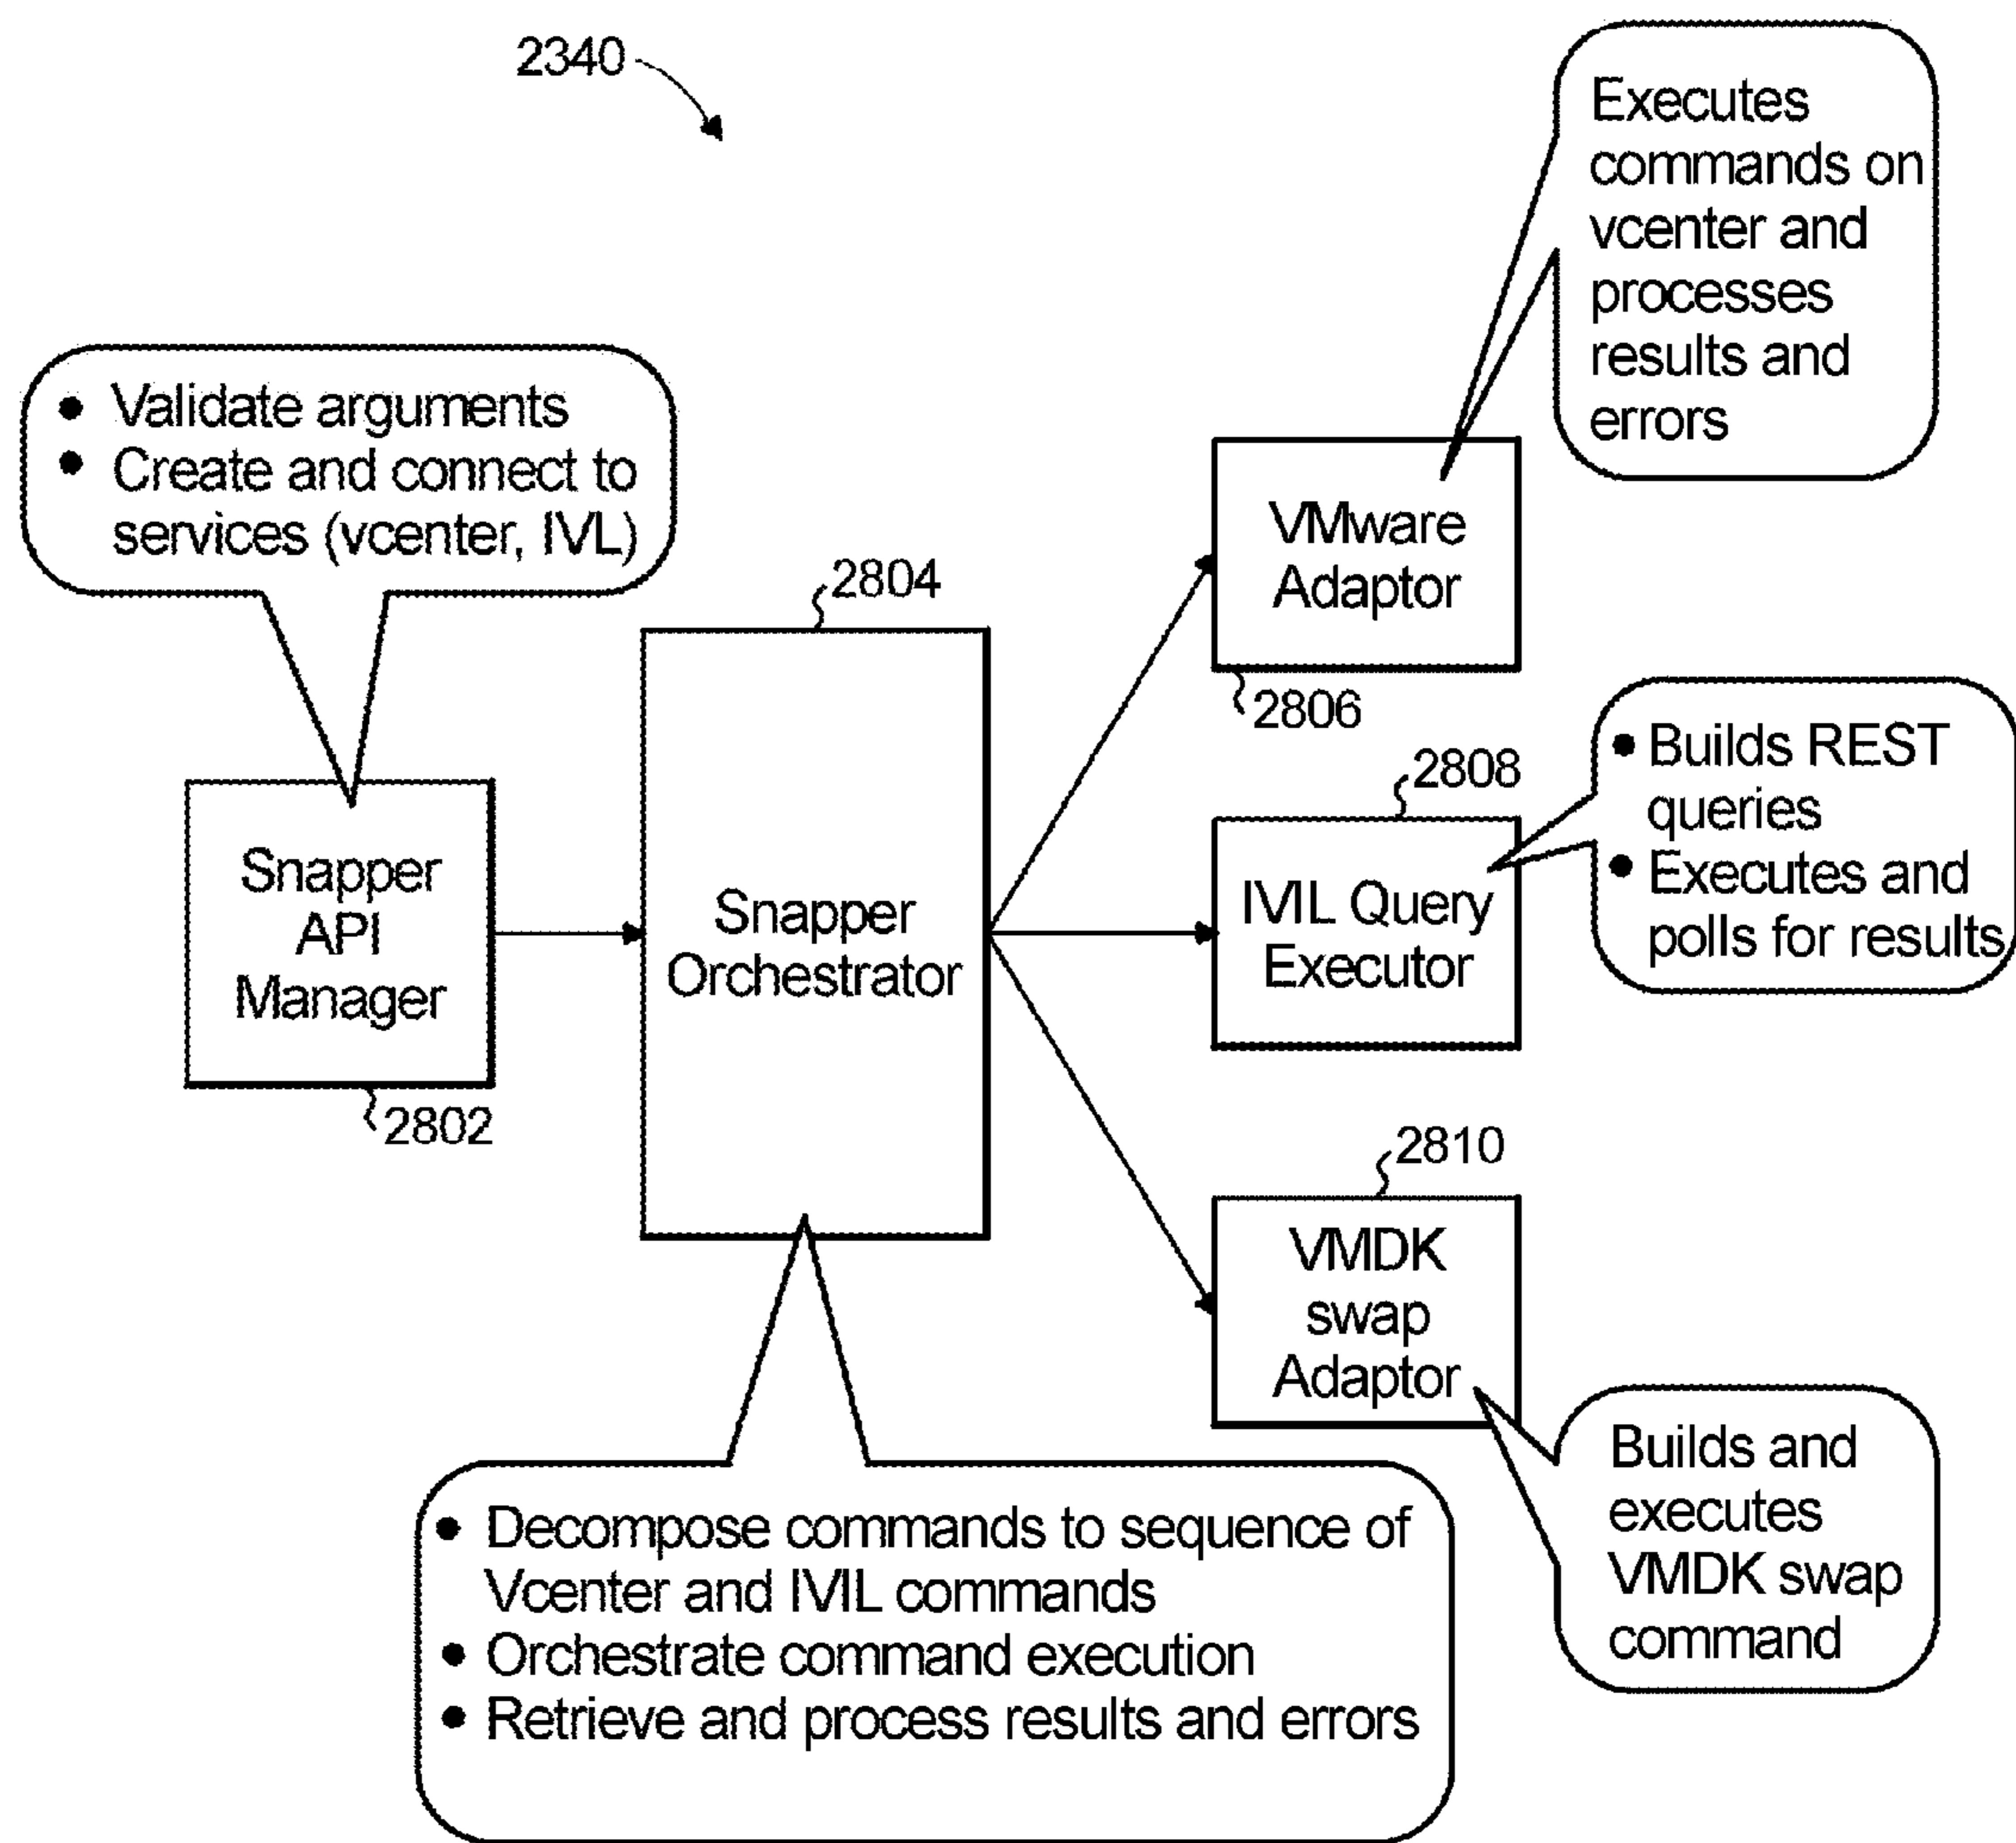 2340
Executes
commands on
vcenter and
processes
results and
errors
• Validate arguments
• Create and connect to
services (vcenter, IVL)
2804
VMware
Adaptor
2806
• Builds REST
queries
• Executes and
polls for results
2808
Snapper
API
Manager
2802
Snapper
Orchestrator
IVIL Query
Executor
2810
VMDK
swap
Adaptor
Builds and
executes
VMDK swap
command
• Decompose commands to sequence of
Vcenter and IVIL commands
• Orchestrate command execution
• Retrieve and process results and errors